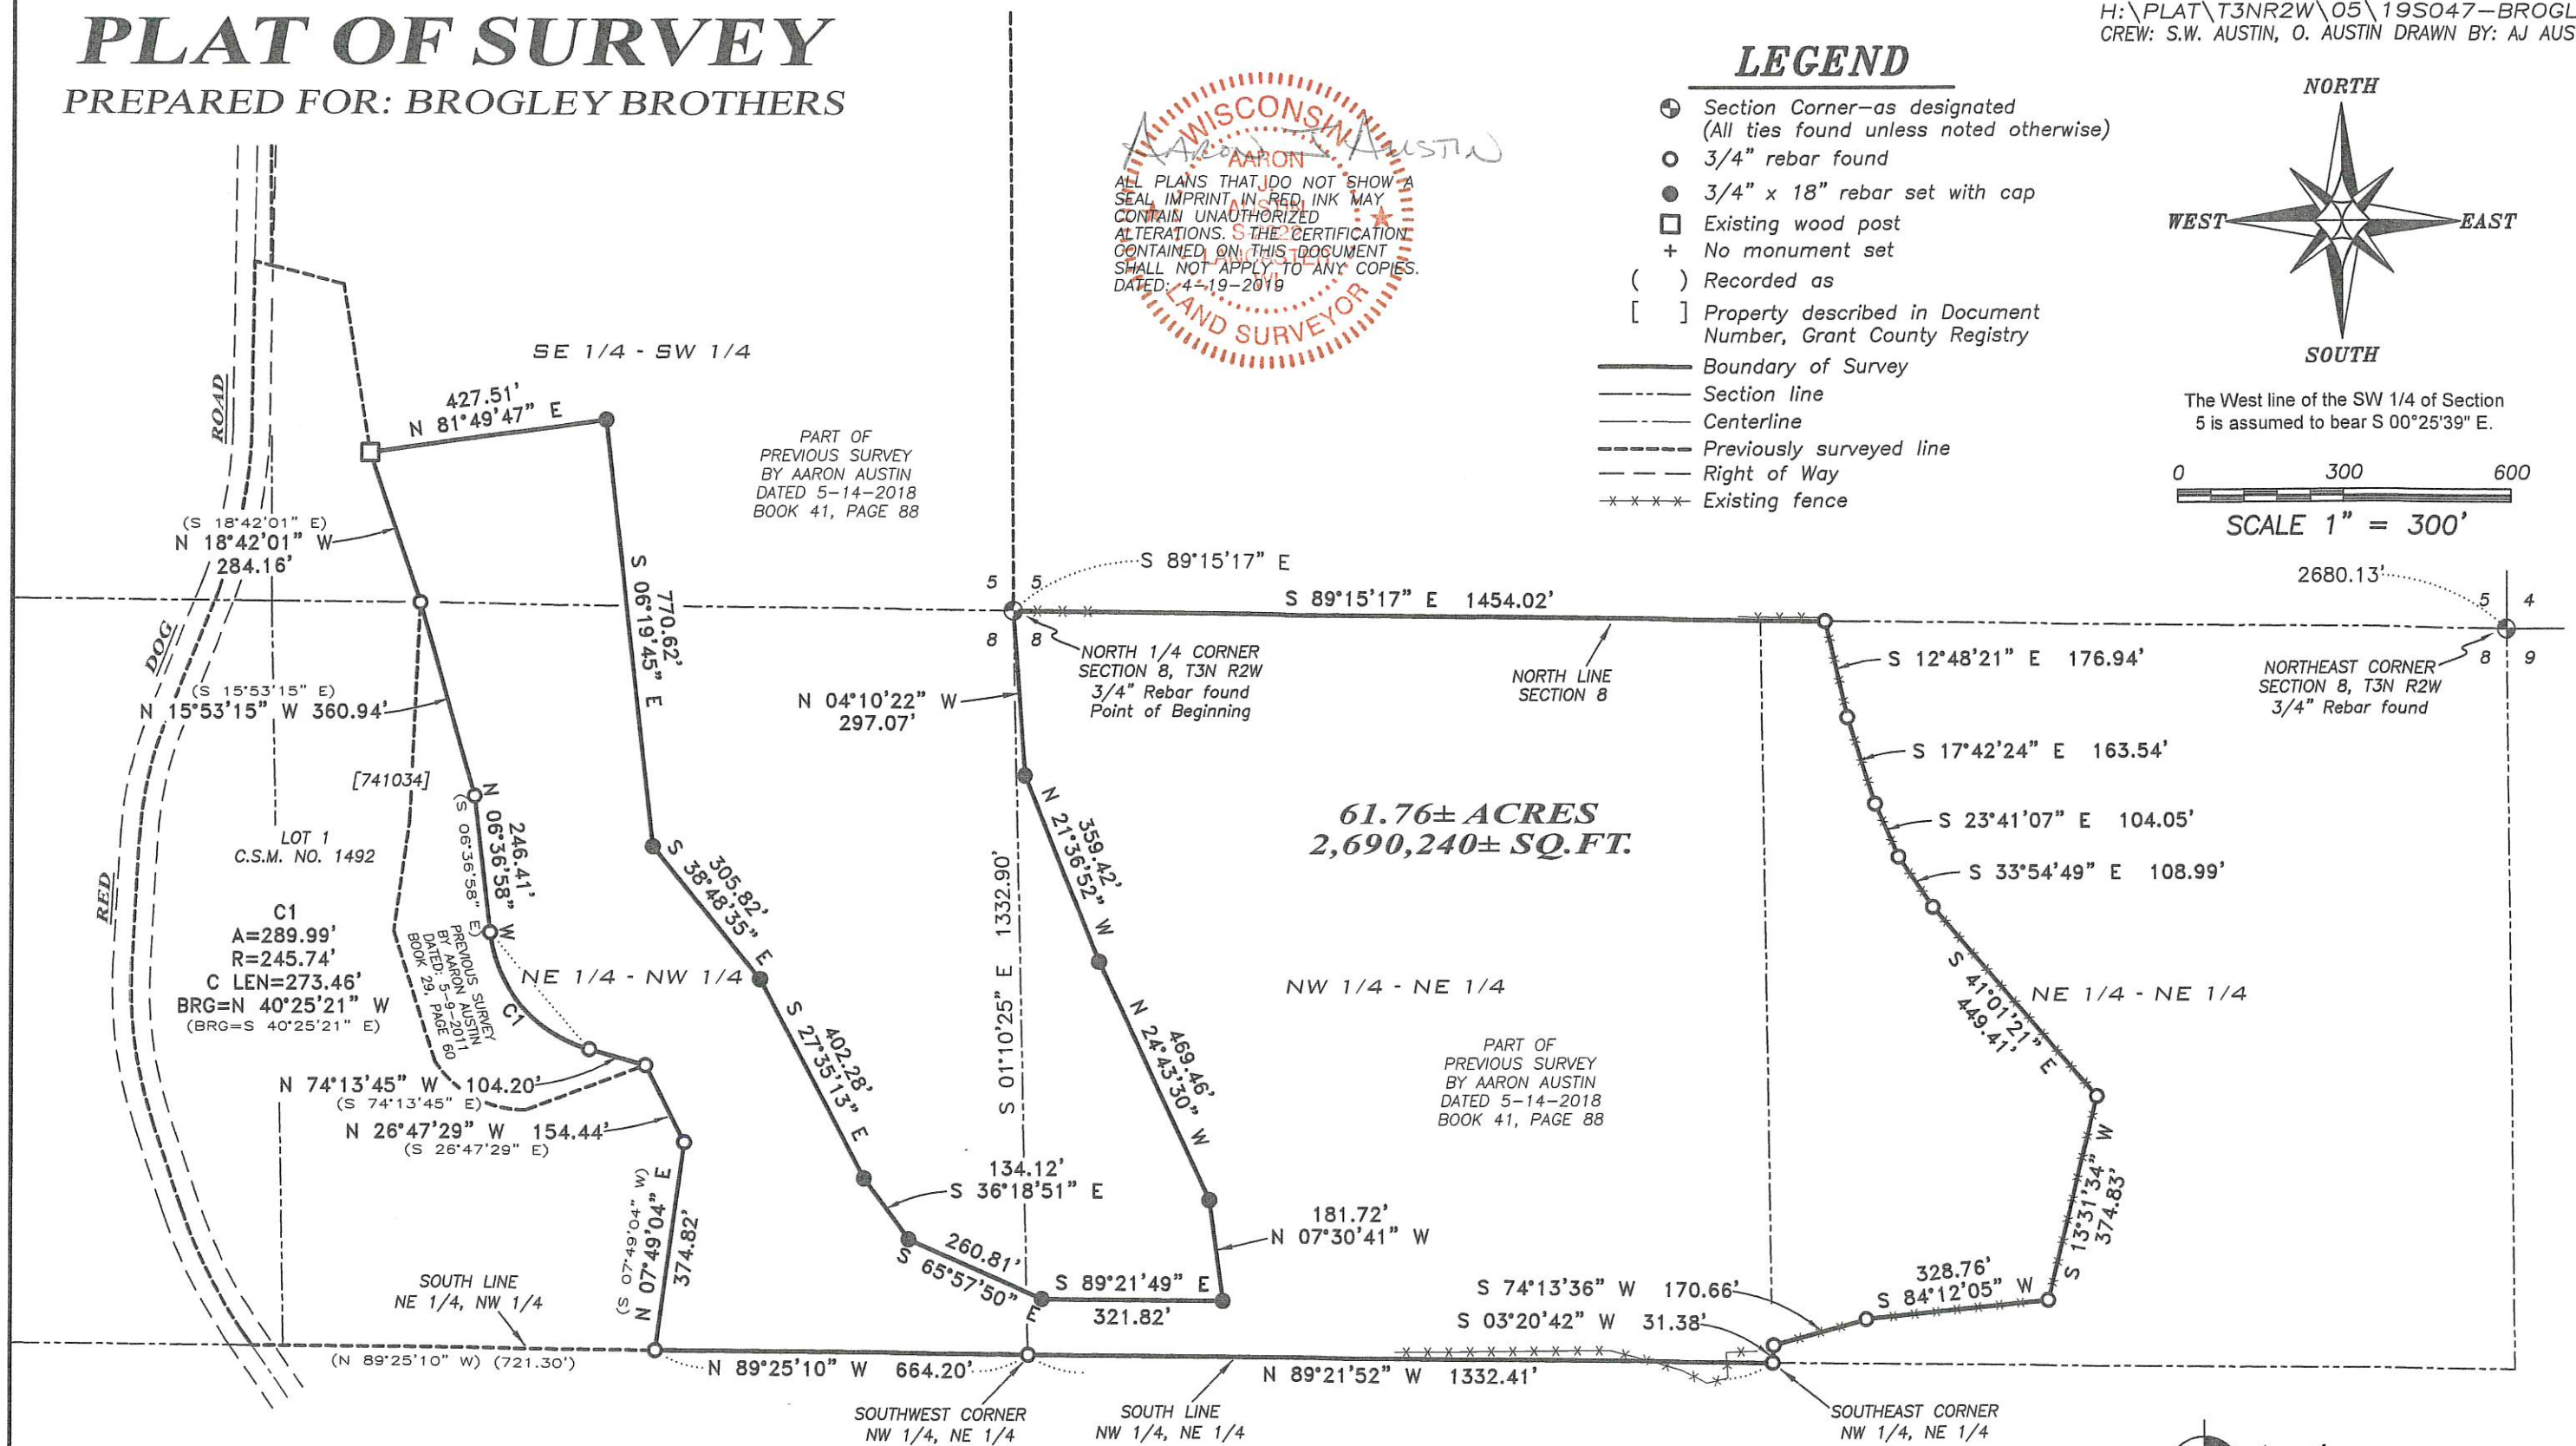 PLAT OF SURVEY
PREPARED FOR: BROGLEY BROTHERS
H:\PLAT\T3NR2W\05\19S047-BROGL
CREW: S.W. AUSTIN, O. AUSTIN DRAWN BY: AJ AUS
WISCONSIN
AARON J. AUSTIN
AARON
J.
AUSTIN
LANCASTER
WI
LAND SURVEYOR
ALL PLANS THAT DO NOT SHOW A
SEAL IMPRINT IN RED INK MAY
CONTAIN UNAUTHORIZED
ALTERATIONS. THE CERTIFICATION
CONTAINED ON THIS DOCUMENT
SHALL NOT APPLY TO ANY COPIES.
DATED: 4-19-2019
LEGEND
Section Corner-as designated
(All ties found unless noted otherwise)
3/4" rebar found
3/4" x 18" rebar set with cap
Existing wood post
+ No monument set
( ) Recorded as
[ ] Property described in Document
Number, Grant County Registry
Boundary of Survey
Section line
Centerline
Previously surveyed line
Right of Way
Existing fence
NORTH
WEST
EAST
SOUTH
The West line of the SW 1/4 of Section
5 is assumed to bear S 00°25'39" E.
0 300 600
SCALE 1" = 300'
SE 1/4 - SW 1/4
427.51'
N 81°49'47" E
PART OF
PREVIOUS SURVEY
BY AARON AUSTIN
DATED 5-14-2018
BOOK 41, PAGE 88
ROAD
DOG
RED
(S 18°42'01" E)
N 18°42'01" W
284.16'
770.62'
S 06°19'45" E
5 5
8 8
S 89°15'17" E
S 89°15'17" E 1454.02'
2680.13'
5 4
8 9
NORTH 1/4 CORNER
SECTION 8, T3N R2W
3/4" Rebar found
Point of Beginning
NORTH LINE
SECTION 8
NORTHEAST CORNER
SECTION 8, T3N R2W
3/4" Rebar found
(S 15°53'15" E)
N 15°53'15" W 360.94'
N 04°10'22" W
297.07'
S 12°48'21" E 176.94'
S 17°42'24" E 163.54'
S 23°41'07" E 104.05'
S 33°54'49" E 108.99'
[741034]
LOT 1
C.S.M. NO. 1492
246.41'
N 06°36'58" W
(S 06°36'58" E)
305.82'
S 38°48'35" E
359.42'
N 21°36'52" W
S 01°10'25" E 1332.90'
61.76± ACRES
2,690,240± SQ.FT.
C1
A=289.99'
R=245.74'
C LEN=273.46'
BRG=N 40°25'21" W
(BRG=S 40°25'21" E)
PREVIOUS SURVEY
BY AARON AUSTIN
DATED: 5-9-2011
BOOK 29, PAGE 60
C1
NE 1/4 - NW 1/4
NW 1/4 - NE 1/4
NE 1/4 - NE 1/4
S 41°01'21" E
449.41'
402.28'
S 27°35'13" E
469.46'
N 24°43'30" W
PART OF
PREVIOUS SURVEY
BY AARON AUSTIN
DATED 5-14-2018
BOOK 41, PAGE 88
N 74°13'45" W 104.20'
(S 74°13'45" E)
N 26°47'29" W 154.44'
(S 26°47'29" E)
(S 07°49'04" W)
N 07°49'04" E
374.82'
134.12'
S 36°18'51" E
260.81'
S 65°57'50" E
S 89°21'49" E
321.82'
181.72'
N 07°30'41" W
S 13°31'34" W
374.83'
328.76'
S 84°12'05" W
S 74°13'36" W 170.66'
S 03°20'42" W 31.38'
SOUTH LINE
NE 1/4, NW 1/4
(N 89°25'10" W) (721.30')
N 89°25'10" W 664.20'
N 89°21'52" W 1332.41'
SOUTHWEST CORNER
NW 1/4, NE 1/4
SOUTH LINE
NW 1/4, NE 1/4
SOUTHEAST CORNER
NW 1/4, NE 1/4